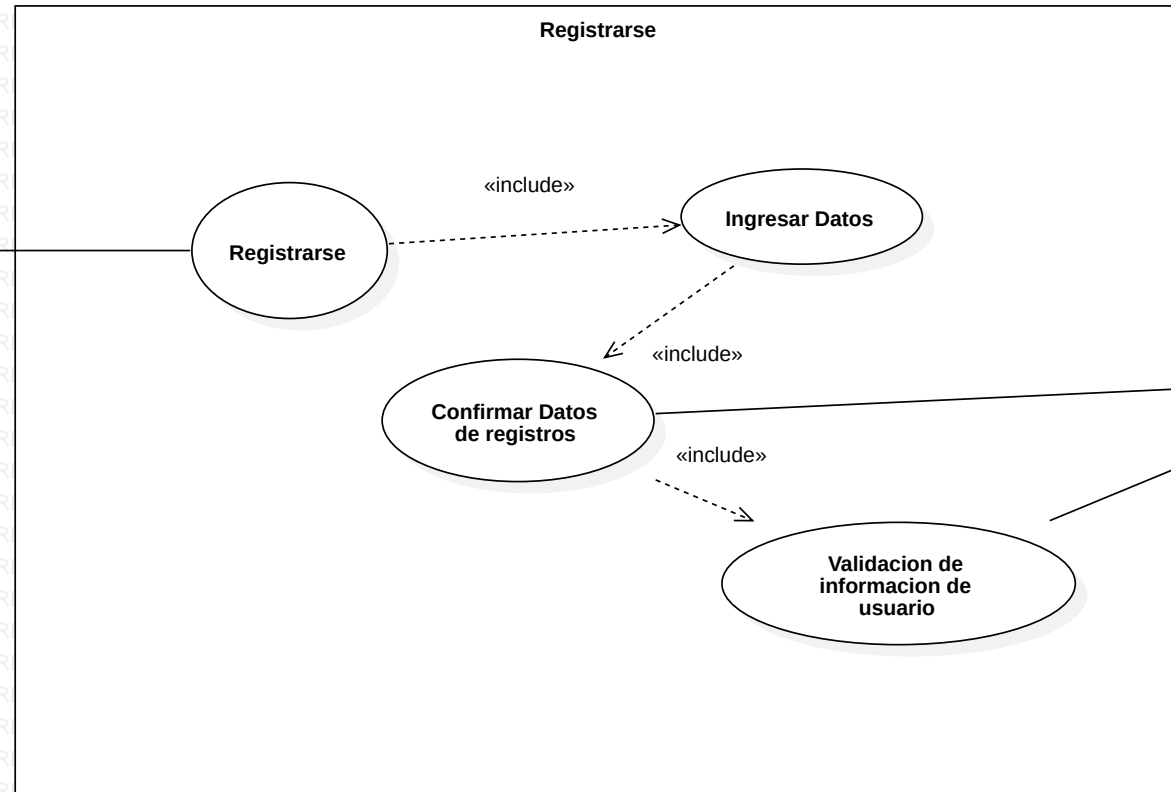 Registrarse
«include»
Ingresar Datos
Registrarse
«include»
Confirmar Datos
de registros
«include»
Validacion de
informacion de
usuario